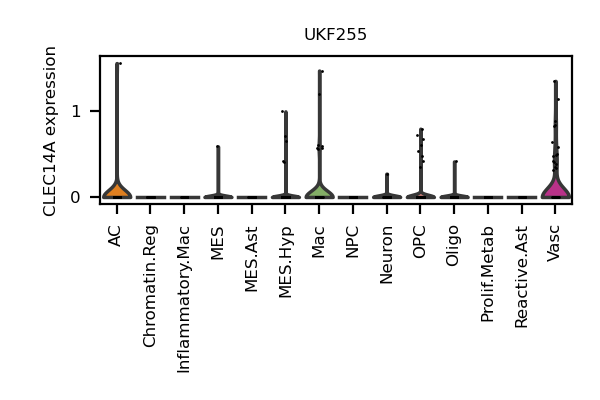 UKF255
CLEC14A expression
1
0
AC
Chromatin.Reg
Inflammatory.Mac
MES
MES.Ast
MES.Hyp
Mac
NPC
Neuron
OPC
Oligo
Prolif.Metab
Reactive.Ast
Vasc